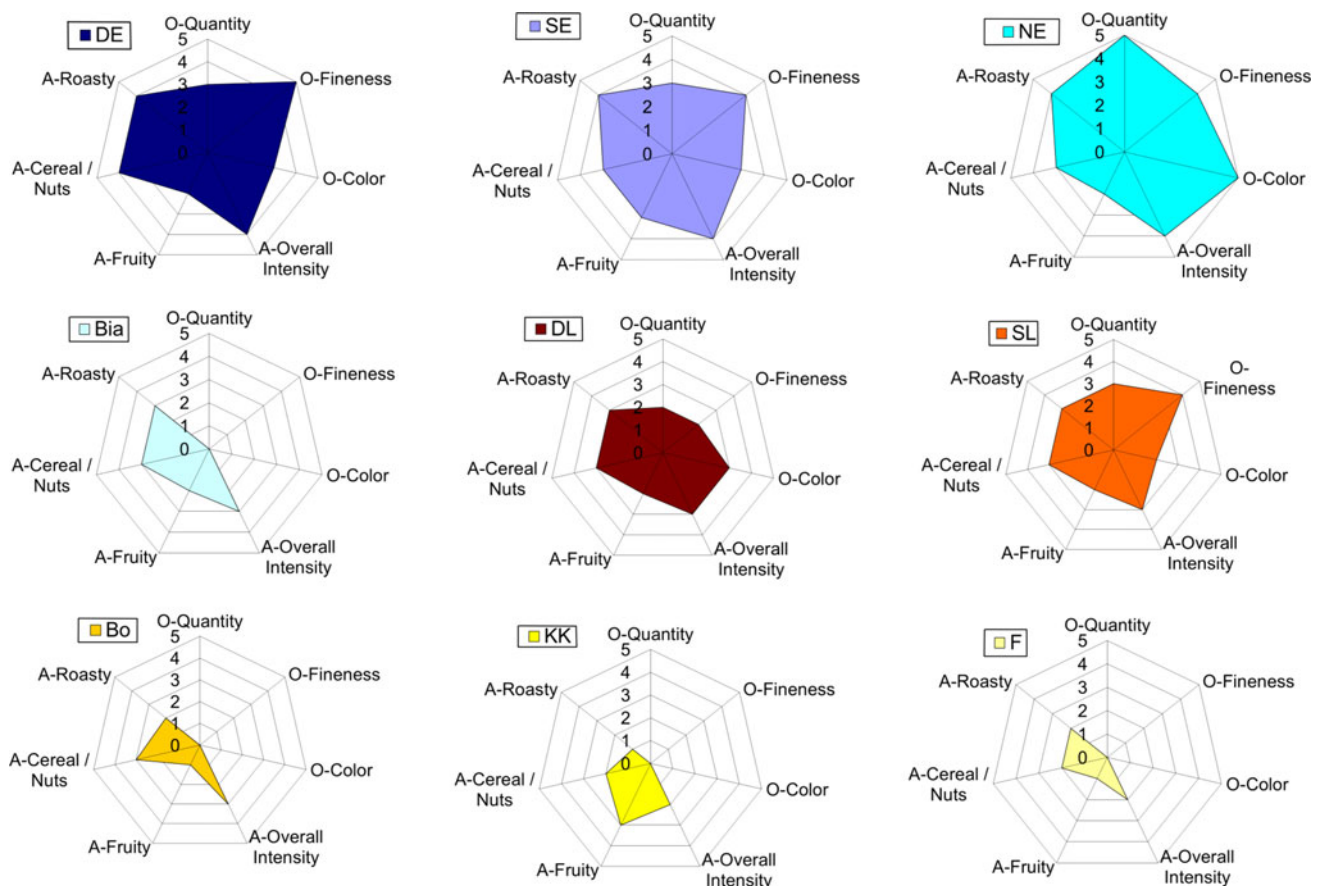 DE
O-Quantity
5
4
3
2
1
0
O-Fineness
O-Color
A-Overall
Intensity
A-Fruity
A-Cereal /
Nuts
A-Roasty
SE
O-Quantity
5
4
3
2
1
0
O-Fineness
O-Color
A-Overall
Intensity
A-Fruity
A-Cereal /
Nuts
A-Roasty
NE
O-Quantity
5
4
3
2
1
0
O-Fineness
O-Color
A-Overall
Intensity
A-Fruity
A-Cereal /
Nuts
A-Roasty
Bia
O-Quantity
5
4
3
2
1
0
O-Fineness
O-Color
A-Overall
Intensity
A-Fruity
A-Cereal /
Nuts
A-Roasty
DL
O-Quantity
5
4
3
2
1
0
O-Fineness
O-Color
A-Overall
Intensity
A-Fruity
A-Cereal /
Nuts
A-Roasty
SL
O-Quantity
5
4
3
2
1
0
O-
Fineness
O-Color
A-Overall
Intensity
A-Fruity
A-Cereal /
Nuts
A-Roasty
Bo
O-Quantity
5
4
3
2
1
0
O-Fineness
O-Color
A-Overall
Intensity
A-Fruity
A-Cereal /
Nuts
A-Roasty
KK
O-Quantity
5
4
3
2
1
0
O-Fineness
O-Color
A-Overall
Intensity
A-Fruity
A-Cereal /
Nuts
A-Roasty
F
O-Quantity
5
4
3
2
1
0
O-Fineness
O-Color
A-Overall
Intensity
A-Fruity
A-Cereal /
Nuts
A-Roasty